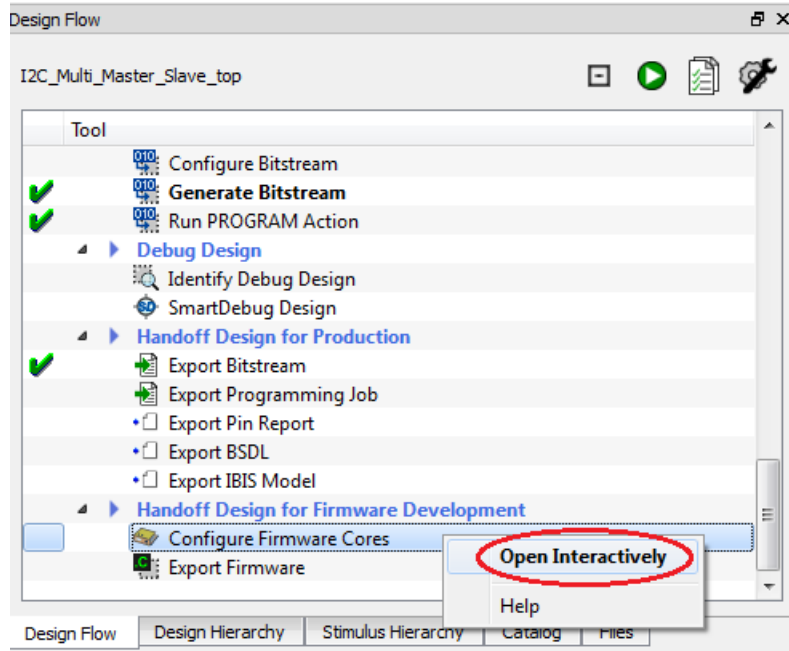 Design Flow
I2C_Multi_Master_Slave_top
Tool
Configure Bitstream
Generate Bitstream
Run PROGRAM Action
Debug Design
Identify Debug Design
SmartDebug Design
Handoff Design for Production
Export Bitstream
Export Programming Job
Export Pin Report
Export BSDL
Export IBIS Model
Handoff Design for Firmware Development
Configure Firmware Cores
Open Interactively
Export Firmware
Help
Design Flow Design Hierarchy Stimulus Hierarchy Catalog Files